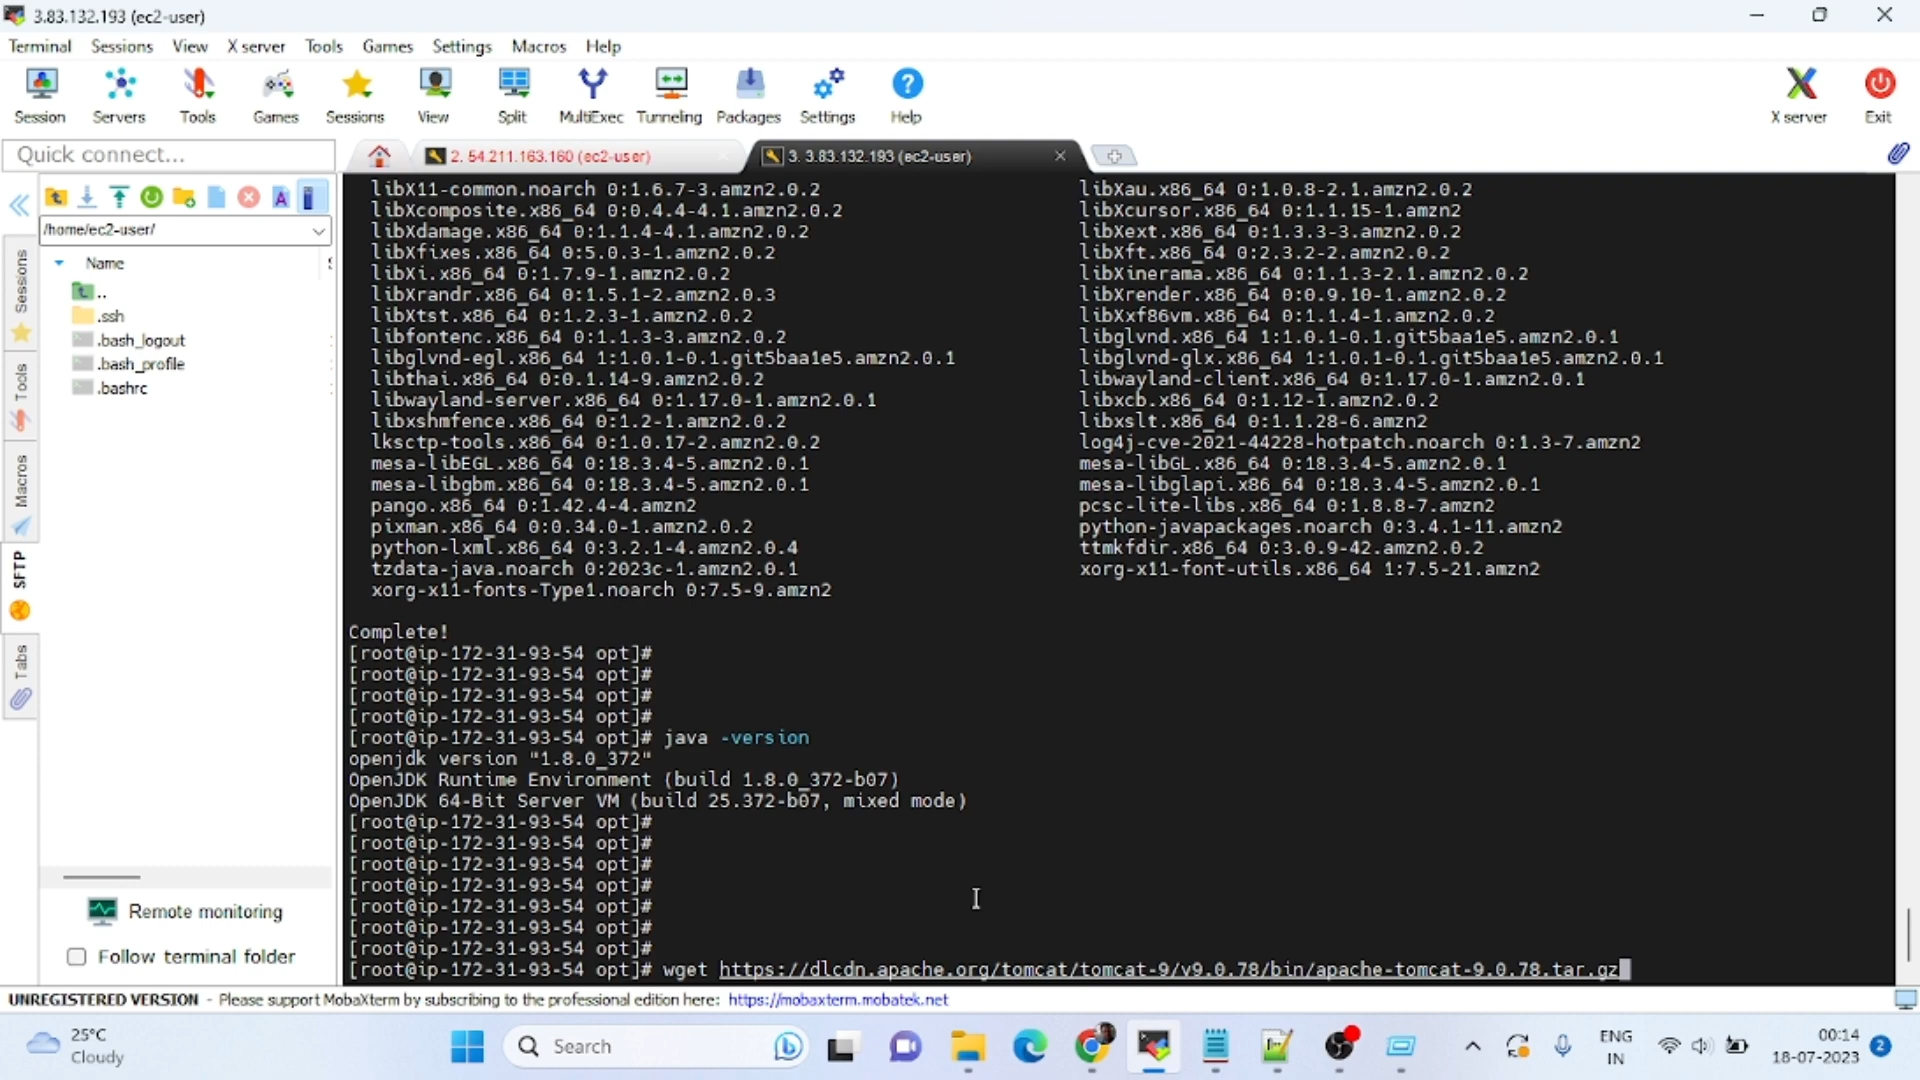 3.83.132.193 (ec2-user)
Terminal Sessions View X server Tools Games Settings Macros Help
Session Servers Tools Games Sessions View Split MultiExec Tunneling Packages Settings Help X server Exit
Quick connect... 2. 54.211.163.160 (ec2-user) 3. 3.83.132.193 (ec2-user)
/home/ec2-user/
Name
..
.ssh
.bash_logout
.bash_profile
.bashrc
Sessions
Tools
Macros
SFTP
Tabs
Remote monitoring
Follow terminal folder
libX11-common.noarch 0:1.6.7-3.amzn2.0.2 libXau.x86_64 0:1.0.8-2.1.amzn2.0.2
libXcomposite.x86_64 0:0.4.4-4.1.amzn2.0.2 libXcursor.x86_64 0:1.1.15-1.amzn2
libXdamage.x86_64 0:1.1.4-4.1.amzn2.0.2 libXext.x86_64 0:1.3.3-3.amzn2.0.2
libXfixes.x86_64 0:5.0.3-1.amzn2.0.2 libXft.x86_64 0:2.3.2-2.amzn2.0.2
libXi.x86_64 0:1.7.9-1.amzn2.0.2 libXinerama.x86_64 0:1.1.3-2.1.amzn2.0.2
libXrandr.x86_64 0:1.5.1-2.amzn2.0.3 libXrender.x86_64 0:0.9.10-1.amzn2.0.2
libXtst.x86_64 0:1.2.3-1.amzn2.0.2 libXxf86vm.x86_64 0:1.1.4-1.amzn2.0.2
libfontenc.x86_64 0:1.1.3-3.amzn2.0.2 libglvnd.x86_64 1:1.0.1-0.1.git5baa1e5.amzn2.0.1
libglvnd-egl.x86_64 1:1.0.1-0.1.git5baa1e5.amzn2.0.1 libglvnd-glx.x86_64 1:1.0.1-0.1.git5baa1e5.amzn2.0.1
libthai.x86_64 0:0.1.14-9.amzn2.0.2 libwayland-client.x86_64 0:1.17.0-1.amzn2.0.1
libwayland-server.x86_64 0:1.17.0-1.amzn2.0.1 libxcb.x86_64 0:1.12-1.amzn2.0.2
libxshmfence.x86_64 0:1.2-1.amzn2.0.2 libxslt.x86_64 0:1.1.28-6.amzn2
lksctp-tools.x86_64 0:1.0.17-2.amzn2.0.2 log4j-cve-2021-44228-hotpatch.noarch 0:1.3-7.amzn2
mesa-libEGL.x86_64 0:18.3.4-5.amzn2.0.1 mesa-libGL.x86_64 0:18.3.4-5.amzn2.0.1
mesa-libgbm.x86_64 0:18.3.4-5.amzn2.0.1 mesa-libglapi.x86_64 0:18.3.4-5.amzn2.0.1
pango.x86_64 0:1.42.4-4.amzn2 pcsc-lite-libs.x86_64 0:1.8.8-7.amzn2
pixman.x86_64 0:0.34.0-1.amzn2.0.2 python-javapackages.noarch 0:3.4.1-11.amzn2
python-lxml.x86_64 0:3.2.1-4.amzn2.0.4 ttmkfdir.x86_64 0:3.0.9-42.amzn2.0.2
tzdata-java.noarch 0:2023c-1.amzn2.0.1 xorg-x11-font-utils.x86_64 1:7.5-21.amzn2
xorg-x11-fonts-Type1.noarch 0:7.5-9.amzn2
Complete!
[root@ip-172-31-93-54 opt]#
[root@ip-172-31-93-54 opt]#
[root@ip-172-31-93-54 opt]#
[root@ip-172-31-93-54 opt]#
[root@ip-172-31-93-54 opt]# java -version
openjdk version "1.8.0_372"
OpenJDK Runtime Environment (build 1.8.0_372-b07)
OpenJDK 64-Bit Server VM (build 25.372-b07, mixed mode)
[root@ip-172-31-93-54 opt]#
[root@ip-172-31-93-54 opt]#
[root@ip-172-31-93-54 opt]#
[root@ip-172-31-93-54 opt]#
[root@ip-172-31-93-54 opt]#
[root@ip-172-31-93-54 opt]#
[root@ip-172-31-93-54 opt]#
[root@ip-172-31-93-54 opt]# wget https://dlcdn.apache.org/tomcat/tomcat-9/v9.0.78/bin/apache-tomcat-9.0.78.tar.gz
UNREGISTERED VERSION - Please support MobaXterm by subscribing to the professional edition here: https://mobaxterm.mobatek.net
25°C
Cloudy
Search
ENG
IN
00:14
18-07-2023
2